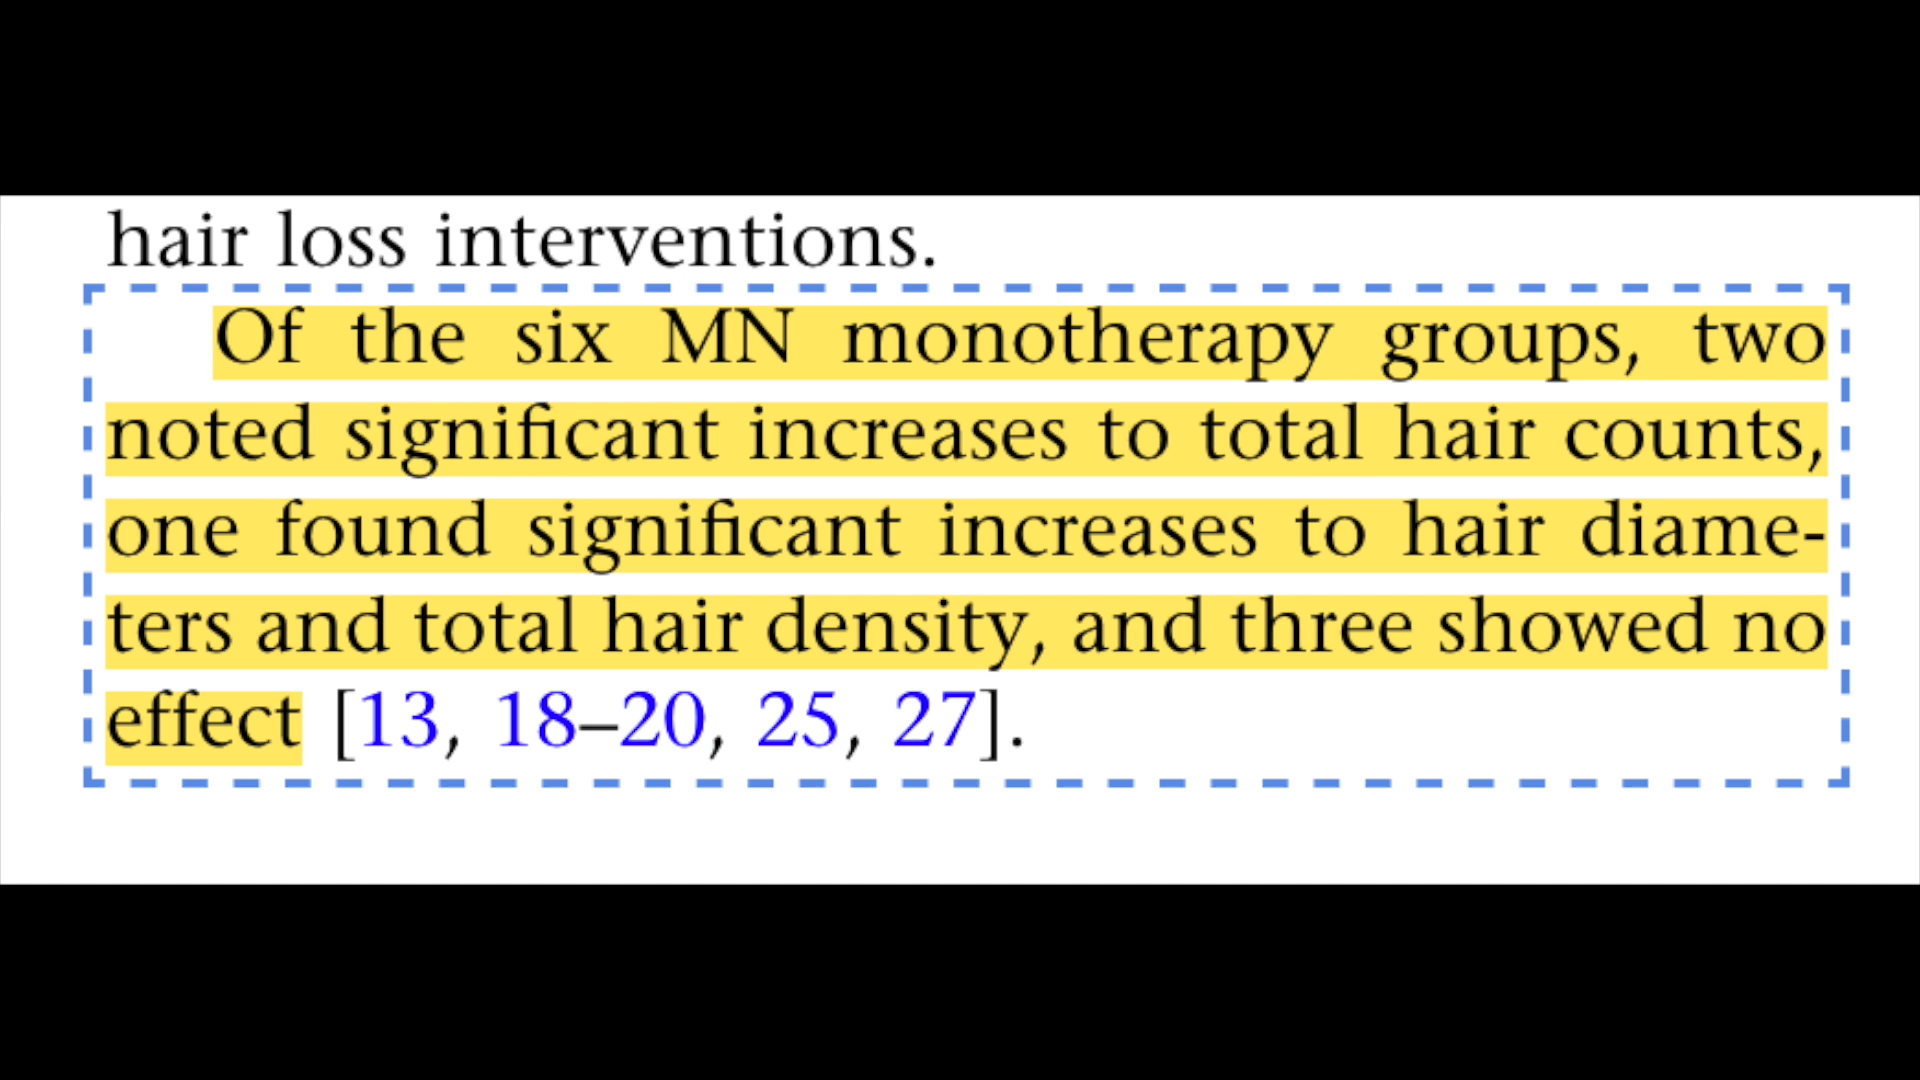 hair loss interventions.
Of the six MN monotherapy groups, two
noted significant increases to total hair counts,
one found significant increases to hair diame-
ters and total hair density, and three showed no
effect [13, 18–20, 25, 27].